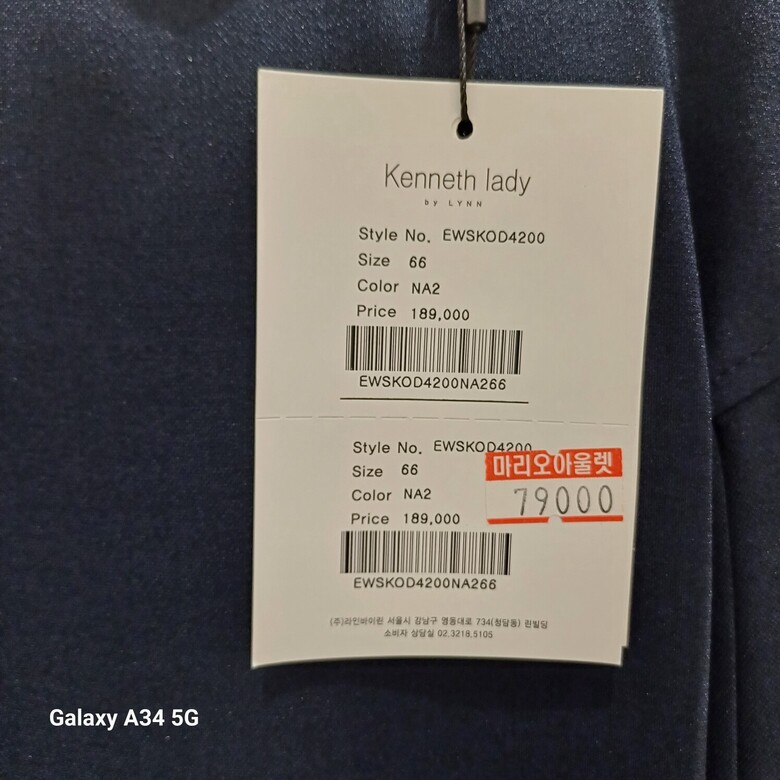 Kenneth lady
by LYNN
Style No. EWSKOD4200
Size 66
Color NA2
Price 189,000
EWSKOD4200NA266
Style No. EWSKOD4200
Size 66
마리오아울렛
Color NA2
79000
Price 189,000
EWSKOD4200NA266
(주)라인바이린 서울시 강남구 영동대로 734(청담동) 린빌딩
소비자 상담실 02.3218.5105
Galaxy A34 5G